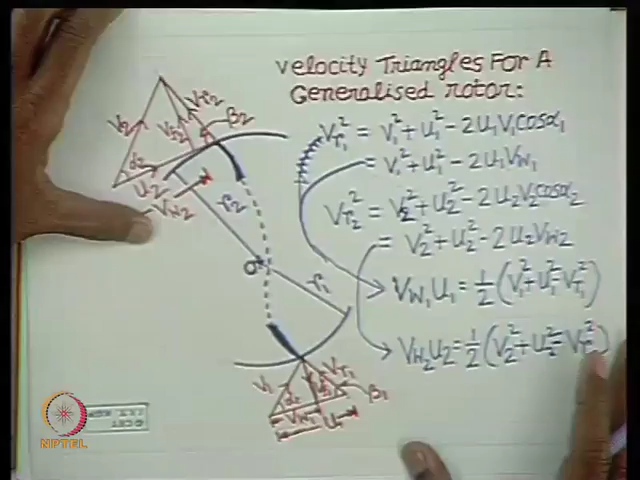 Velocity Triangles For A
Generalised rotor:
Vr1² = V1² + U1² - 2U1V1cosα1
= V1² + U1² - 2U1Vw1
Vr2² = V2² + U2² - 2U2V2cosα2
= V2² + U2² - 2U2Vw2
Vw1U1 = 1/2 (V1² + U1² - Vr1²)
Vw2U2 = 1/2 (V2² + U2² - Vr2²)
V2
Vf2
Vr2
β2
α2
U2
Vw2
r2
O
r1
V1
α1
Vr1
β1
Vw1
U1
NPTEL